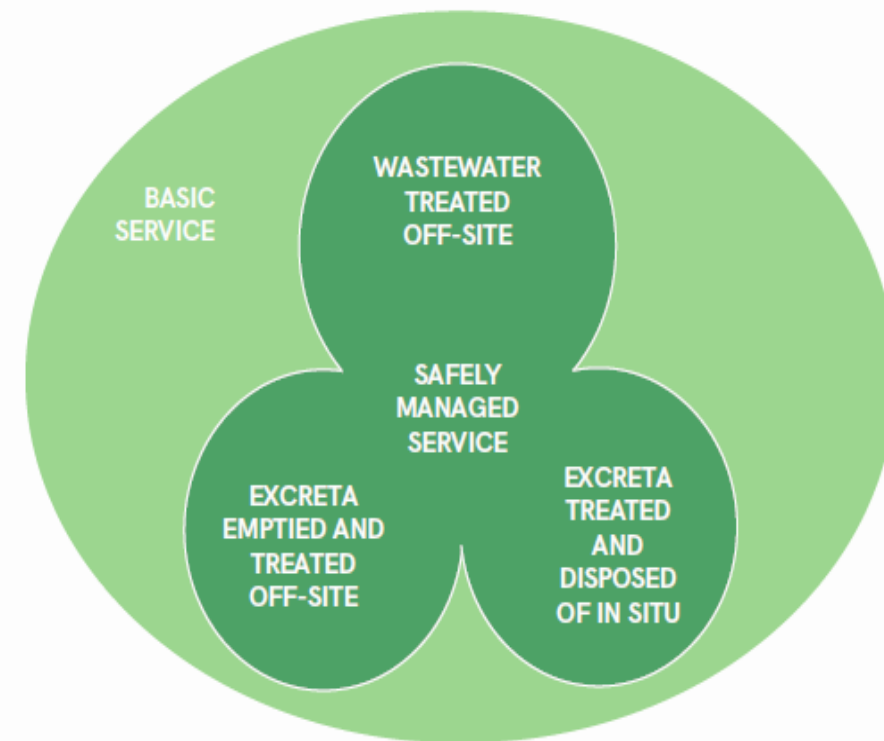 WASTEWATER
TREATED
OFF-SITE
BASIC
SERVICE
SAFELY
MANAGED
SERVICE
EXCRETA
EMPTIED AND
TREATED
OFF-SITE
EXCRETA
TREATED
AND
DISPOSED
OF IN SITU